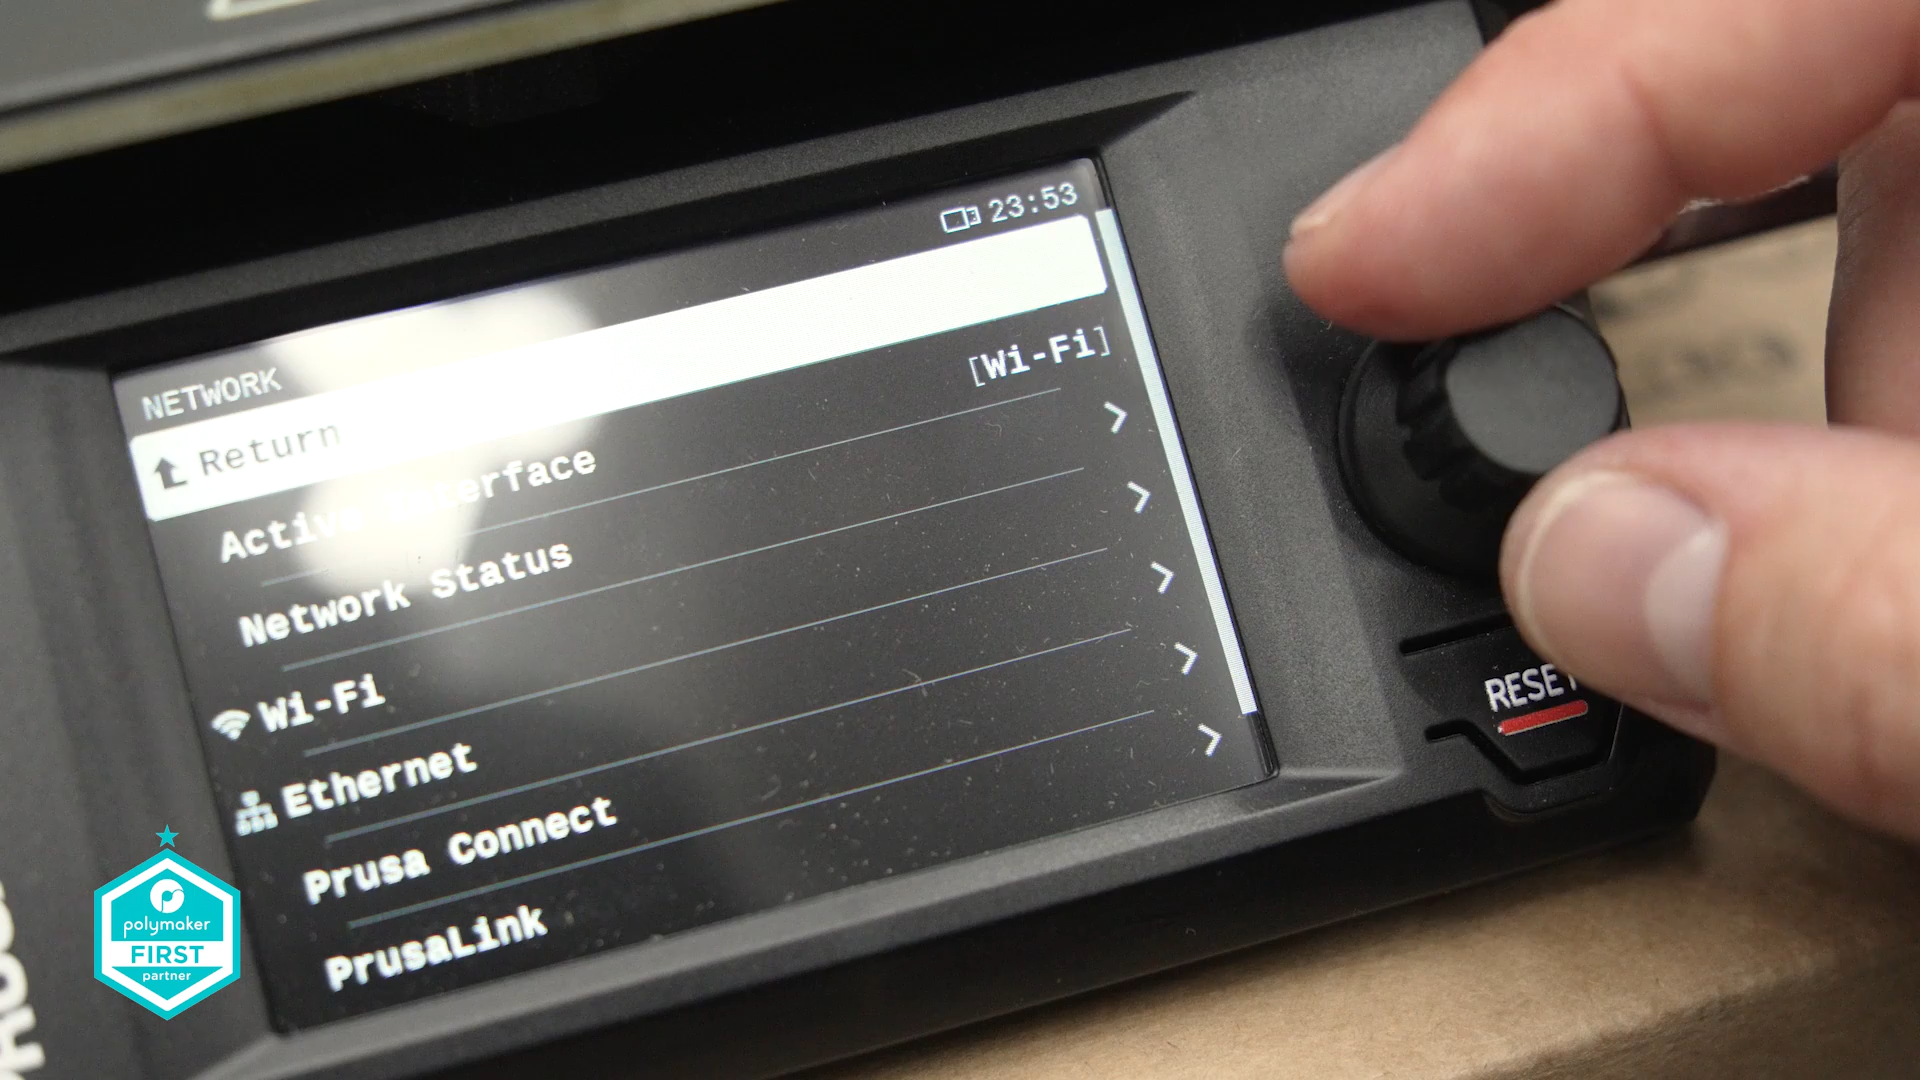 23:53
NETWORK
Return
Active Interface [Wi-Fi]
Network Status
Wi-Fi
Ethernet
Prusa Connect
PrusaLink
RESET
polymaker
FIRST
partner